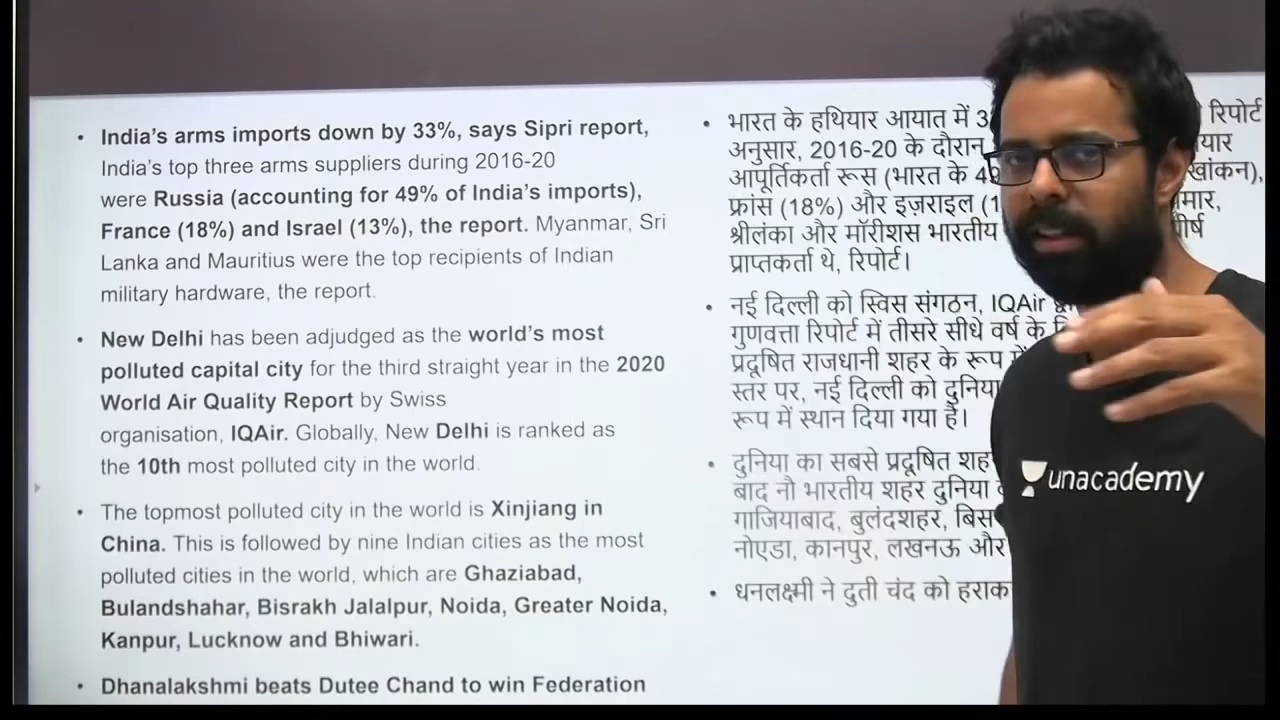 • India's arms imports down by 33%, says Sipri report,
India's top three arms suppliers during 2016-20
were Russia (accounting for 49% of India's imports),
France (18%) and Israel (13%), the report. Myanmar, Sri
Lanka and Mauritius were the top recipients of Indian
military hardware, the report.
• New Delhi has been adjudged as the world's most
polluted capital city for the third straight year in the 2020
World Air Quality Report by Swiss
organisation, IQAir. Globally, New Delhi is ranked as
the 10th most polluted city in the world.
• The topmost polluted city in the world is Xinjiang in
China. This is followed by nine Indian cities as the most
polluted cities in the world, which are Ghaziabad,
Bulandshahar, Bisrakh Jalalpur, Noida, Greater Noida,
Kanpur, Lucknow and Bhiwari.
• Dhanalakshmi beats Dutee Chand to win Federation
• भारत के हथियार आयात में 3 रिपोर्ट
अनुसार, 2016-20 के दौरान
आपूर्तिकर्ता रूस (भारत के
फ्रांस (18%) और इज़राइल
श्रीलंका और मॉरीशस भारतीय
प्राप्तकर्ता थे, रिपोर्ट।
• नई दिल्ली को स्विस संगठन, IQAir
गुणवत्ता रिपोर्ट में तीसरे सीधे वर्ष के
प्रदूषित राजधानी शहर के रूप
स्तर पर, नई दिल्ली को दुनिया
रूप में स्थान दिया गया है।
• दुनिया का सबसे प्रदूषित
बाद नौ भारतीय शहर दुनिया
गाजियाबाद, बुलंदशहर,
नोएडा, कानपुर, लखनऊ और
• धनलक्ष्मी ने दुती चंद को
unacademy